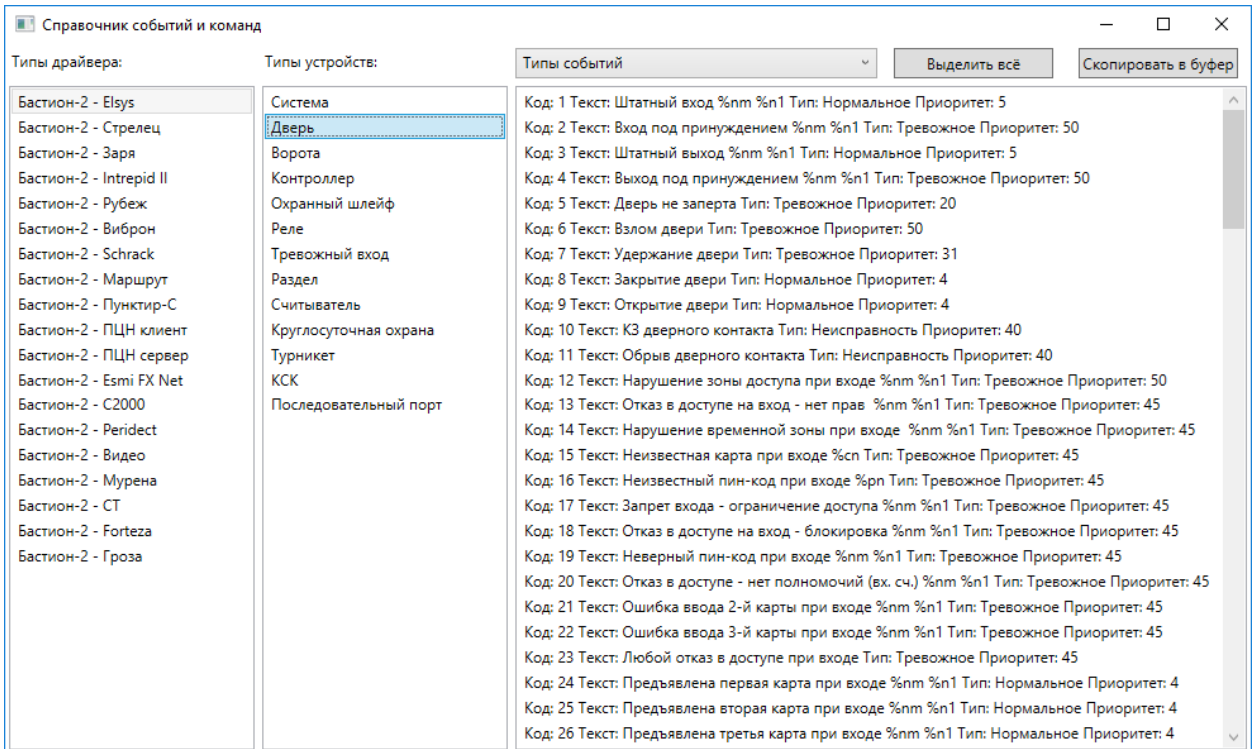 Справочник событий и команд
Типы драйвера:
Типы устройств:
Типы событий
Выделить всё
Скопировать в буфер
Бастион-2 - Elsys
Бастион-2 - Стрелец
Бастион-2 - Заря
Бастион-2 - Intrepid II
Бастион-2 - Рубеж
Бастион-2 - Виброн
Бастион-2 - Schrack
Бастион-2 - Маршрут
Бастион-2 - Пунктир-С
Бастион-2 - ПЦН клиент
Бастион-2 - ПЦН сервер
Бастион-2 - Esmi FX Net
Бастион-2 - С2000
Бастион-2 - Peridect
Бастион-2 - Видео
Бастион-2 - Мурена
Бастион-2 - СТ
Бастион-2 - Forteza
Бастион-2 - Гроза
Система
Дверь
Ворота
Контроллер
Охранный шлейф
Реле
Тревожный вход
Раздел
Считыватель
Круглосуточная охрана
Турникет
КСК
Последовательный порт
Код: 1 Текст: Штатный вход %nm %n1 Тип: Нормальное Приоритет: 5
Код: 2 Текст: Вход под принуждением %nm %n1 Тип: Тревожное Приоритет: 50
Код: 3 Текст: Штатный выход %nm %n1 Тип: Нормальное Приоритет: 5
Код: 4 Текст: Выход под принуждением %nm %n1 Тип: Тревожное Приоритет: 50
Код: 5 Текст: Дверь не заперта Тип: Тревожное Приоритет: 20
Код: 6 Текст: Взлом двери Тип: Тревожное Приоритет: 50
Код: 7 Текст: Удержание двери Тип: Тревожное Приоритет: 31
Код: 8 Текст: Закрытие двери Тип: Нормальное Приоритет: 4
Код: 9 Текст: Открытие двери Тип: Нормальное Приоритет: 4
Код: 10 Текст: КЗ дверного контакта Тип: Неисправность Приоритет: 40
Код: 11 Текст: Обрыв дверного контакта Тип: Неисправность Приоритет: 40
Код: 12 Текст: Нарушение зоны доступа при входе %nm %n1 Тип: Тревожное Приоритет: 50
Код: 13 Текст: Отказ в доступе на вход - нет прав %nm %n1 Тип: Тревожное Приоритет: 45
Код: 14 Текст: Нарушение временной зоны при входе %nm %n1 Тип: Тревожное Приоритет: 45
Код: 15 Текст: Неизвестная карта при входе %cn Тип: Тревожное Приоритет: 45
Код: 16 Текст: Неизвестный пин-код при входе %pn Тип: Тревожное Приоритет: 45
Код: 17 Текст: Запрет входа - ограничение доступа %nm %n1 Тип: Тревожное Приоритет: 45
Код: 18 Текст: Отказ в доступе на вход - блокировка %nm %n1 Тип: Тревожное Приоритет: 45
Код: 19 Текст: Неверный пин-код при входе %nm %n1 Тип: Тревожное Приоритет: 45
Код: 20 Текст: Отказ в доступе - нет полномочий (вх. сч.) %nm %n1 Тип: Тревожное Приоритет: 45
Код: 21 Текст: Ошибка ввода 2-й карты при входе %nm %n1 Тип: Тревожное Приоритет: 45
Код: 22 Текст: Ошибка ввода 3-й карты при входе %nm %n1 Тип: Тревожное Приоритет: 45
Код: 23 Текст: Любой отказ в доступе при входе Тип: Тревожное Приоритет: 45
Код: 24 Текст: Предъявлена первая карта при входе %nm %n1 Тип: Нормальное Приоритет: 4
Код: 25 Текст: Предъявлена вторая карта при входе %nm %n1 Тип: Нормальное Приоритет: 4
Код: 26 Текст: Предъявлена третья карта при входе %nm %n1 Тип: Нормальное Приоритет: 4